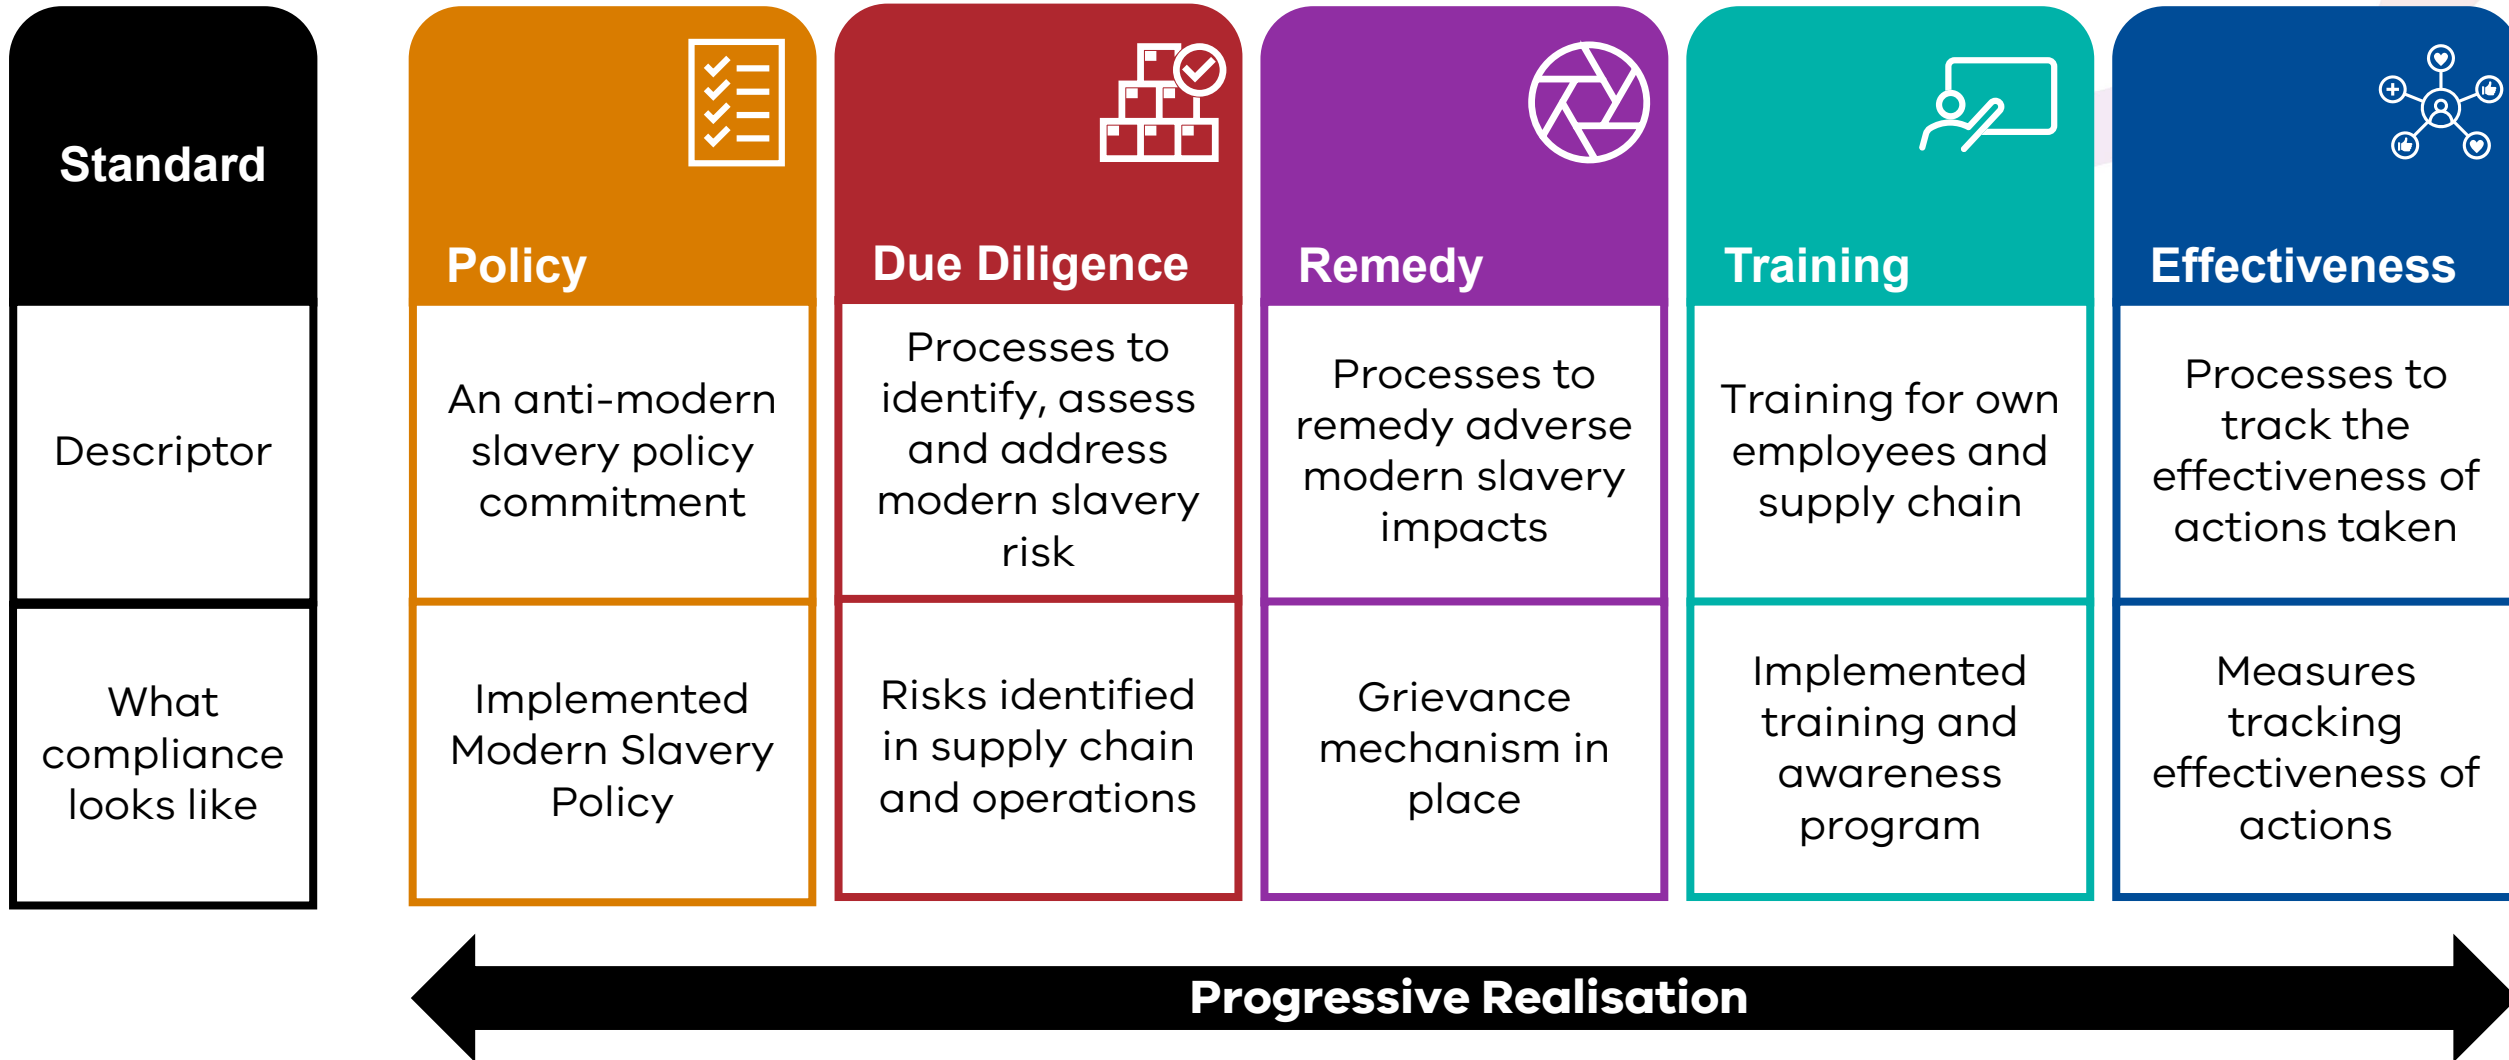 Standard
Policy
Due Diligence
Remedy
Training
Effectiveness
Descriptor
An anti-modern
slavery policy
commitment
Processes to
identify, assess
and address
modern slavery
risk
Processes to
remedy adverse
modern slavery
impacts
Training for own
employees and
supply chain
Processes to
track the
effectiveness of
actions taken
What
compliance
looks like
Implemented
Modern Slavery
Policy
Risks identified
in supply chain
and operations
Grievance
mechanism in
place
Implemented
training and
awareness
program
Measures
tracking
effectiveness of
actions
Progressive Realisation